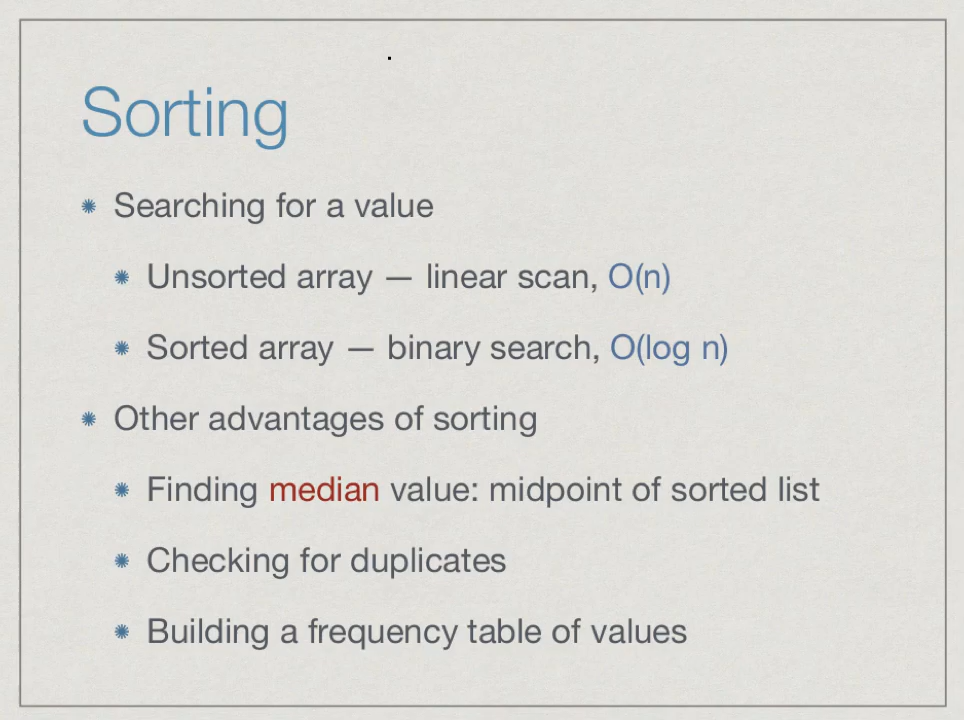 Sorting
Searching for a value
Unsorted array — linear scan, O(n)
Sorted array — binary search, O(log n)
Other advantages of sorting
Finding median value: midpoint of sorted list
Checking for duplicates
Building a frequency table of values